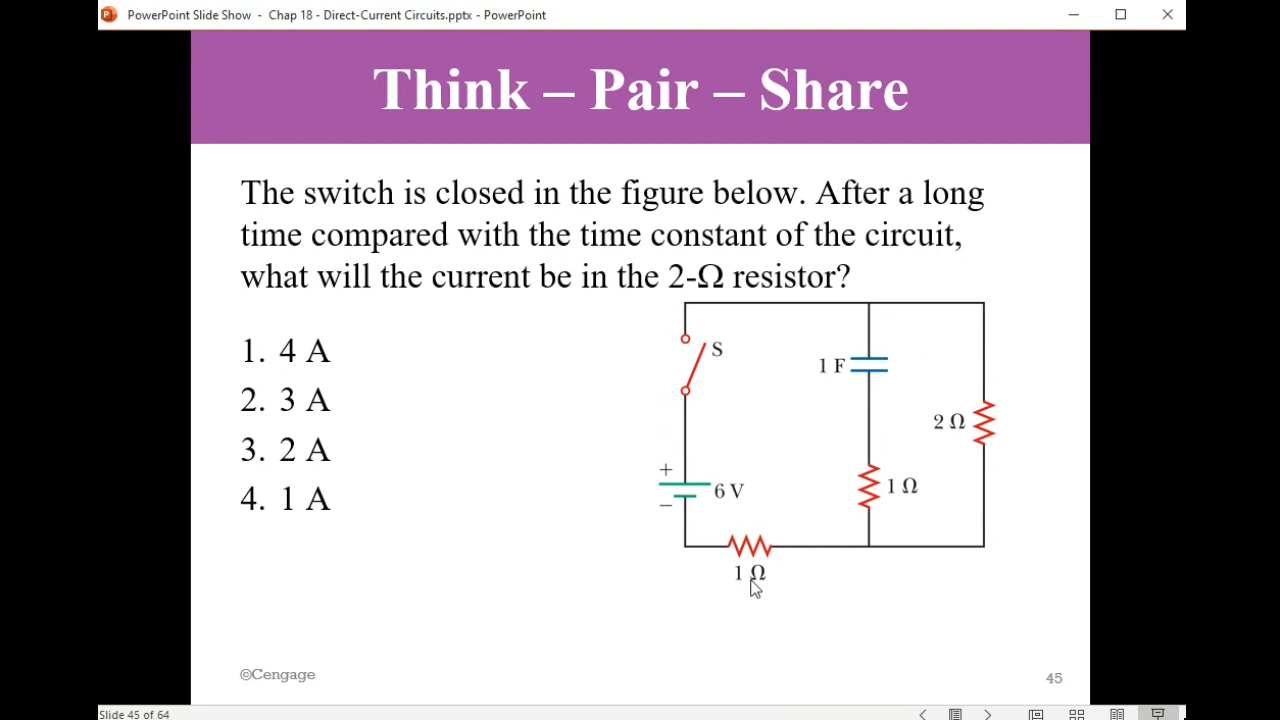 PowerPoint Slide Show - Chap 18 - Direct-Current Circuits.pptx - PowerPoint
Think – Pair – Share
The switch is closed in the figure below. After a long
time compared with the time constant of the circuit,
what will the current be in the 2-Ω resistor?
1. 4 A
2. 3 A
3. 2 A
4. 1 A
S
1 F
2 Ω
+
6 V
−
1 Ω
1 Ω
©Cengage
45
Slide 45 of 64